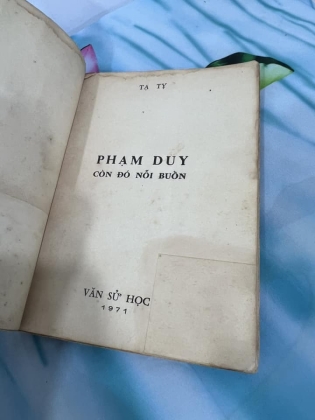 TẠ TỴ
PHẠM DUY
CÒN ĐÓ NỖI BUỒN
VĂN SỬ HỌC
1971